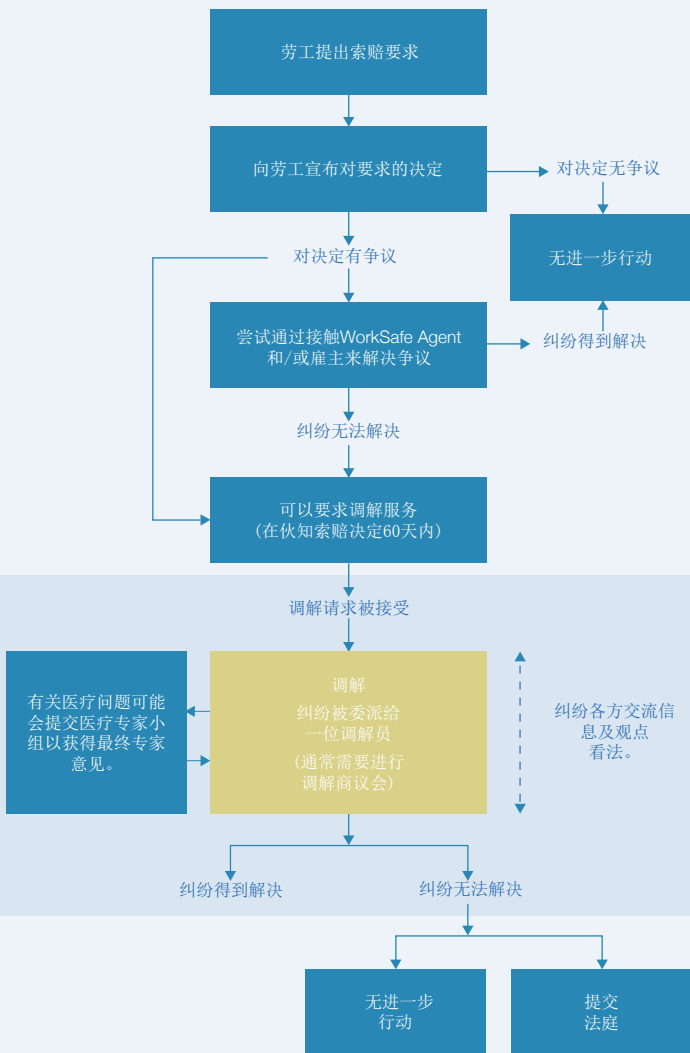 劳工提出索赔要求
向劳工宣布对要求的决定
对决定无争议
对决定有争议
无进一步行动
尝试通过接触WorkSafe Agent
和/或雇主来解决争议
纠纷得到解决
纠纷无法解决
可以要求调解服务
(在伙知索赔决定60天内)
调解请求被接受
有关医疗问题可能
会提交医疗专家小
组以获得最终专家
意见。
调解
纠纷被委派给
一位调解员
(通常需要进行
调解商议会)
纠纷各方交流信
息及观点
看法。
纠纷得到解决
纠纷无法解决
无进一步
行动
提交
法庭